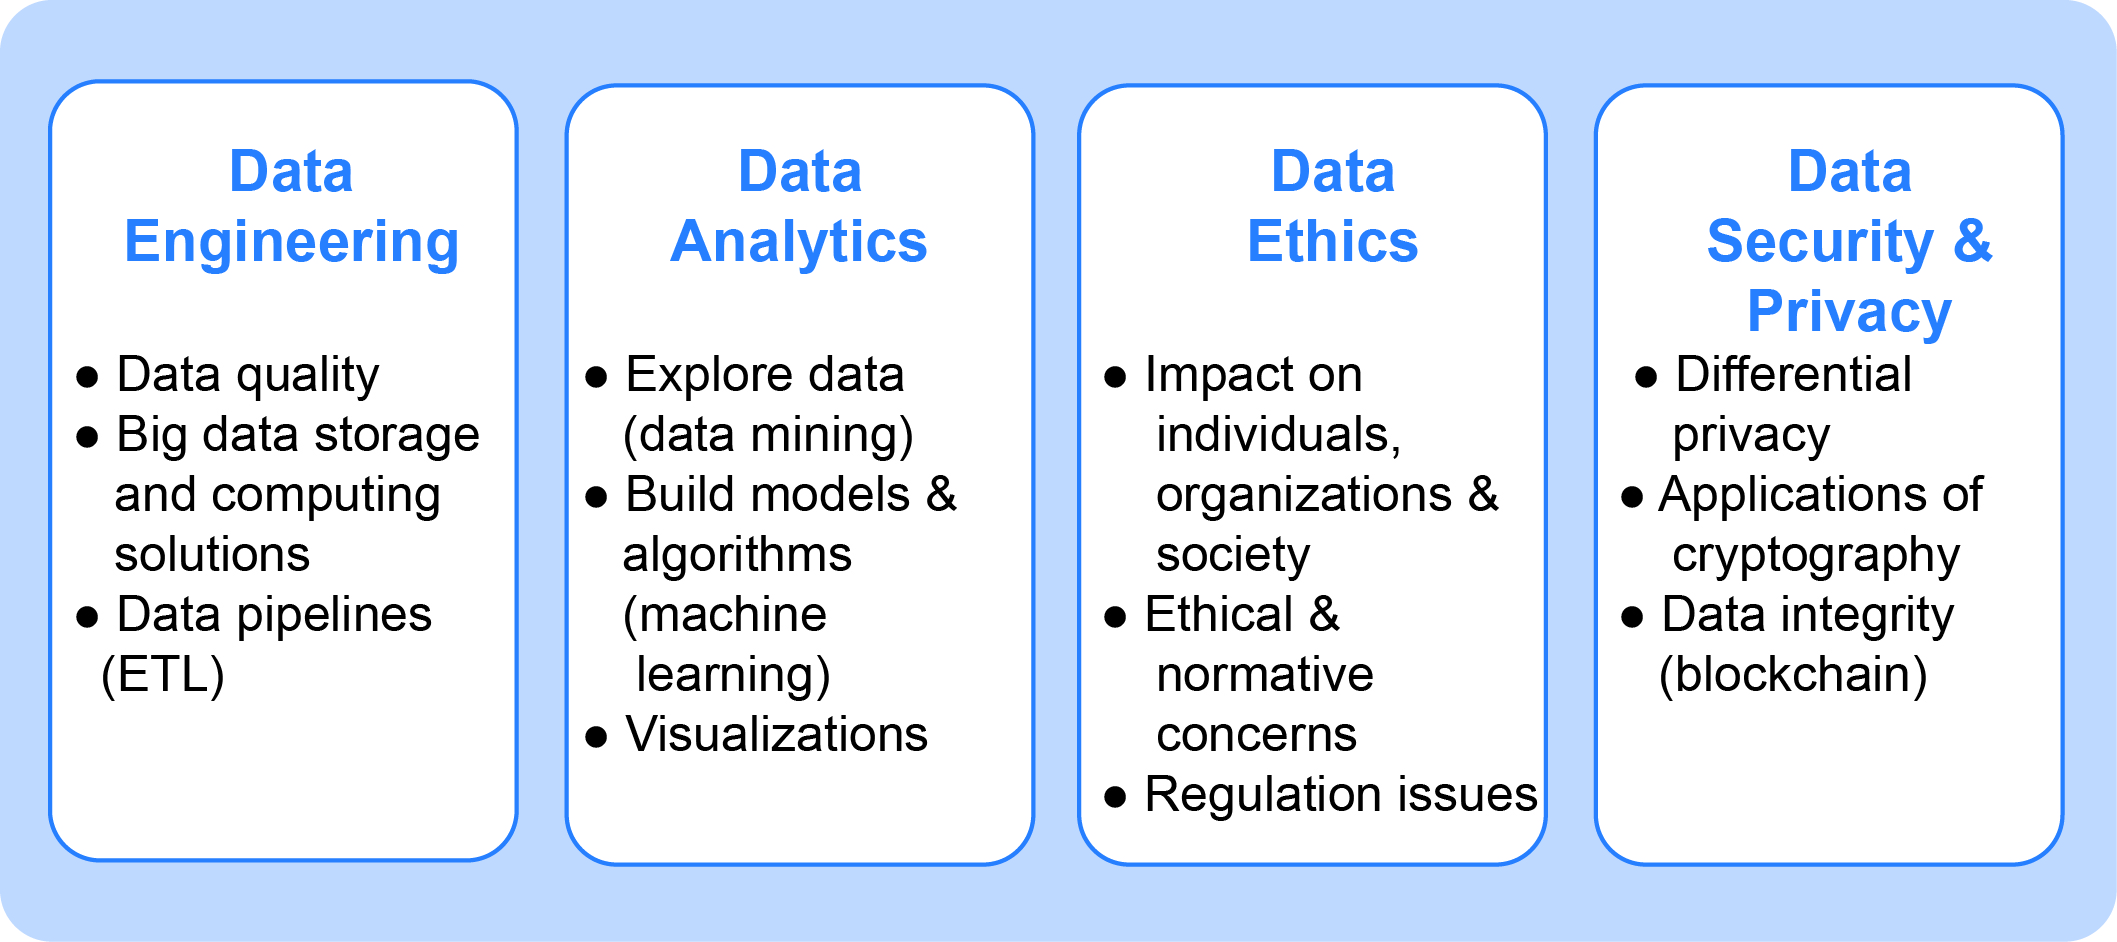 Data
Engineering
● Data quality
● Big data storage
and computing
solutions
● Data pipelines
(ETL)
Data
Analytics
● Explore data
(data mining)
● Build models &
algorithms
(machine
learning)
● Visualizations
Data
Ethics
● Impact on
individuals,
organizations &
society
● Ethical &
normative
concerns
● Regulation issues
Data
Security &
Privacy
● Differential
privacy
● Applications of
cryptography
● Data integrity
(blockchain)